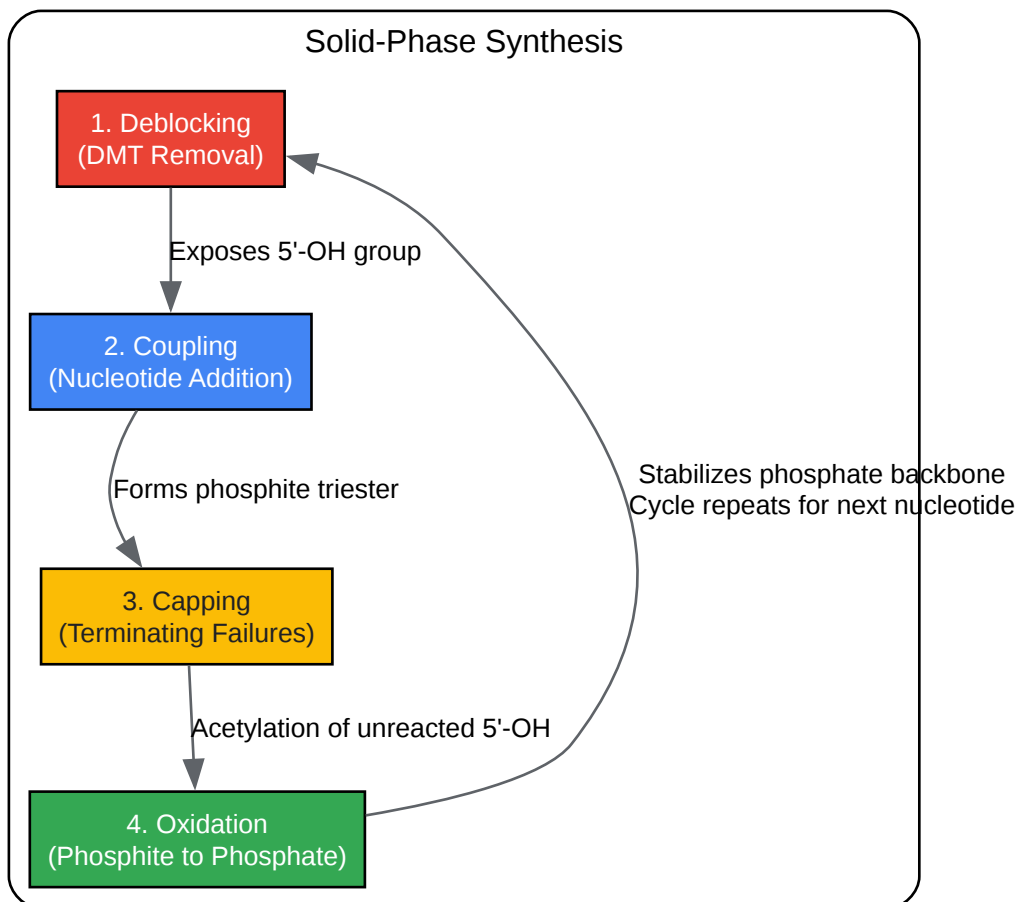 Solid-Phase Synthesis
1. Deblocking
(DMT Removal)
Exposes 5'-OH group
2. Coupling
(Nucleotide Addition)
Stabilizes phosphate backbone
Cycle repeats for next nucleotide
Forms phosphite triester
3. Capping
(Terminating Failures)
Acetylation of unreacted 5'-OH
4. Oxidation
(Phosphite to Phosphate)